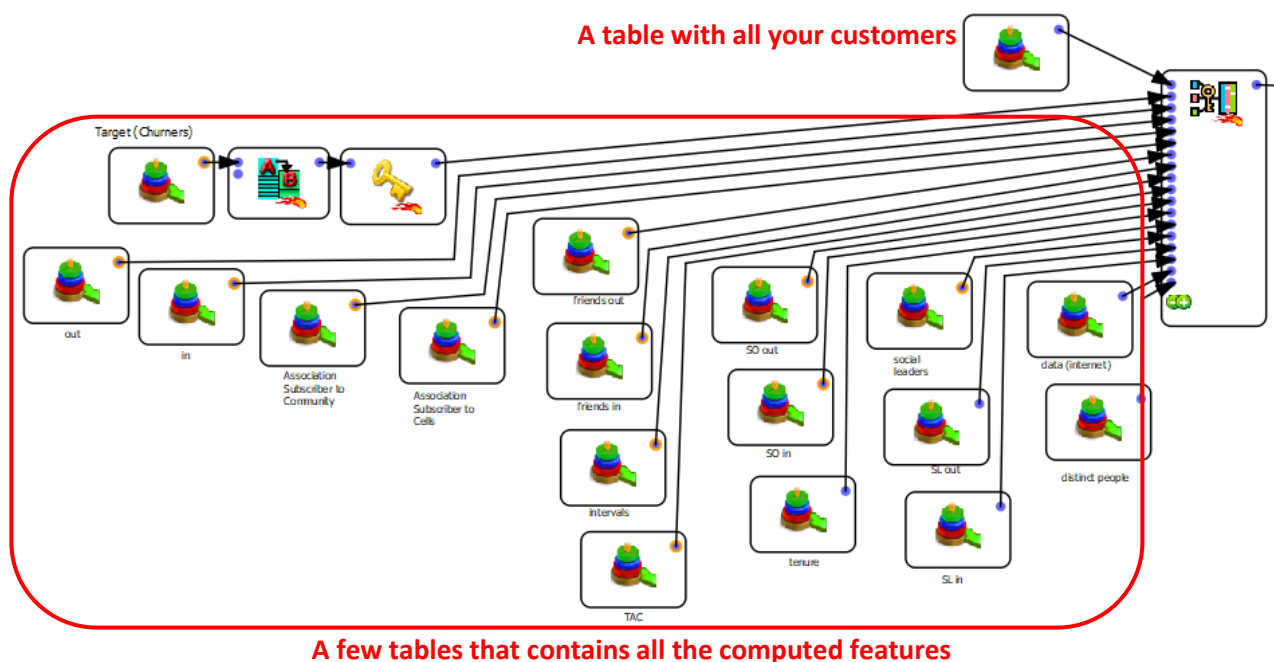 A table with all your customers
Target (Churners)
A
B
out
in
Association
Subscriber to
Community
Association
Subscriber to
Cells
friends out
friends in
intervals
TAC
SO out
SO in
tenure
social
leaders
SL out
SL in
data (internet)
distinct people
A few tables that contains all the computed features